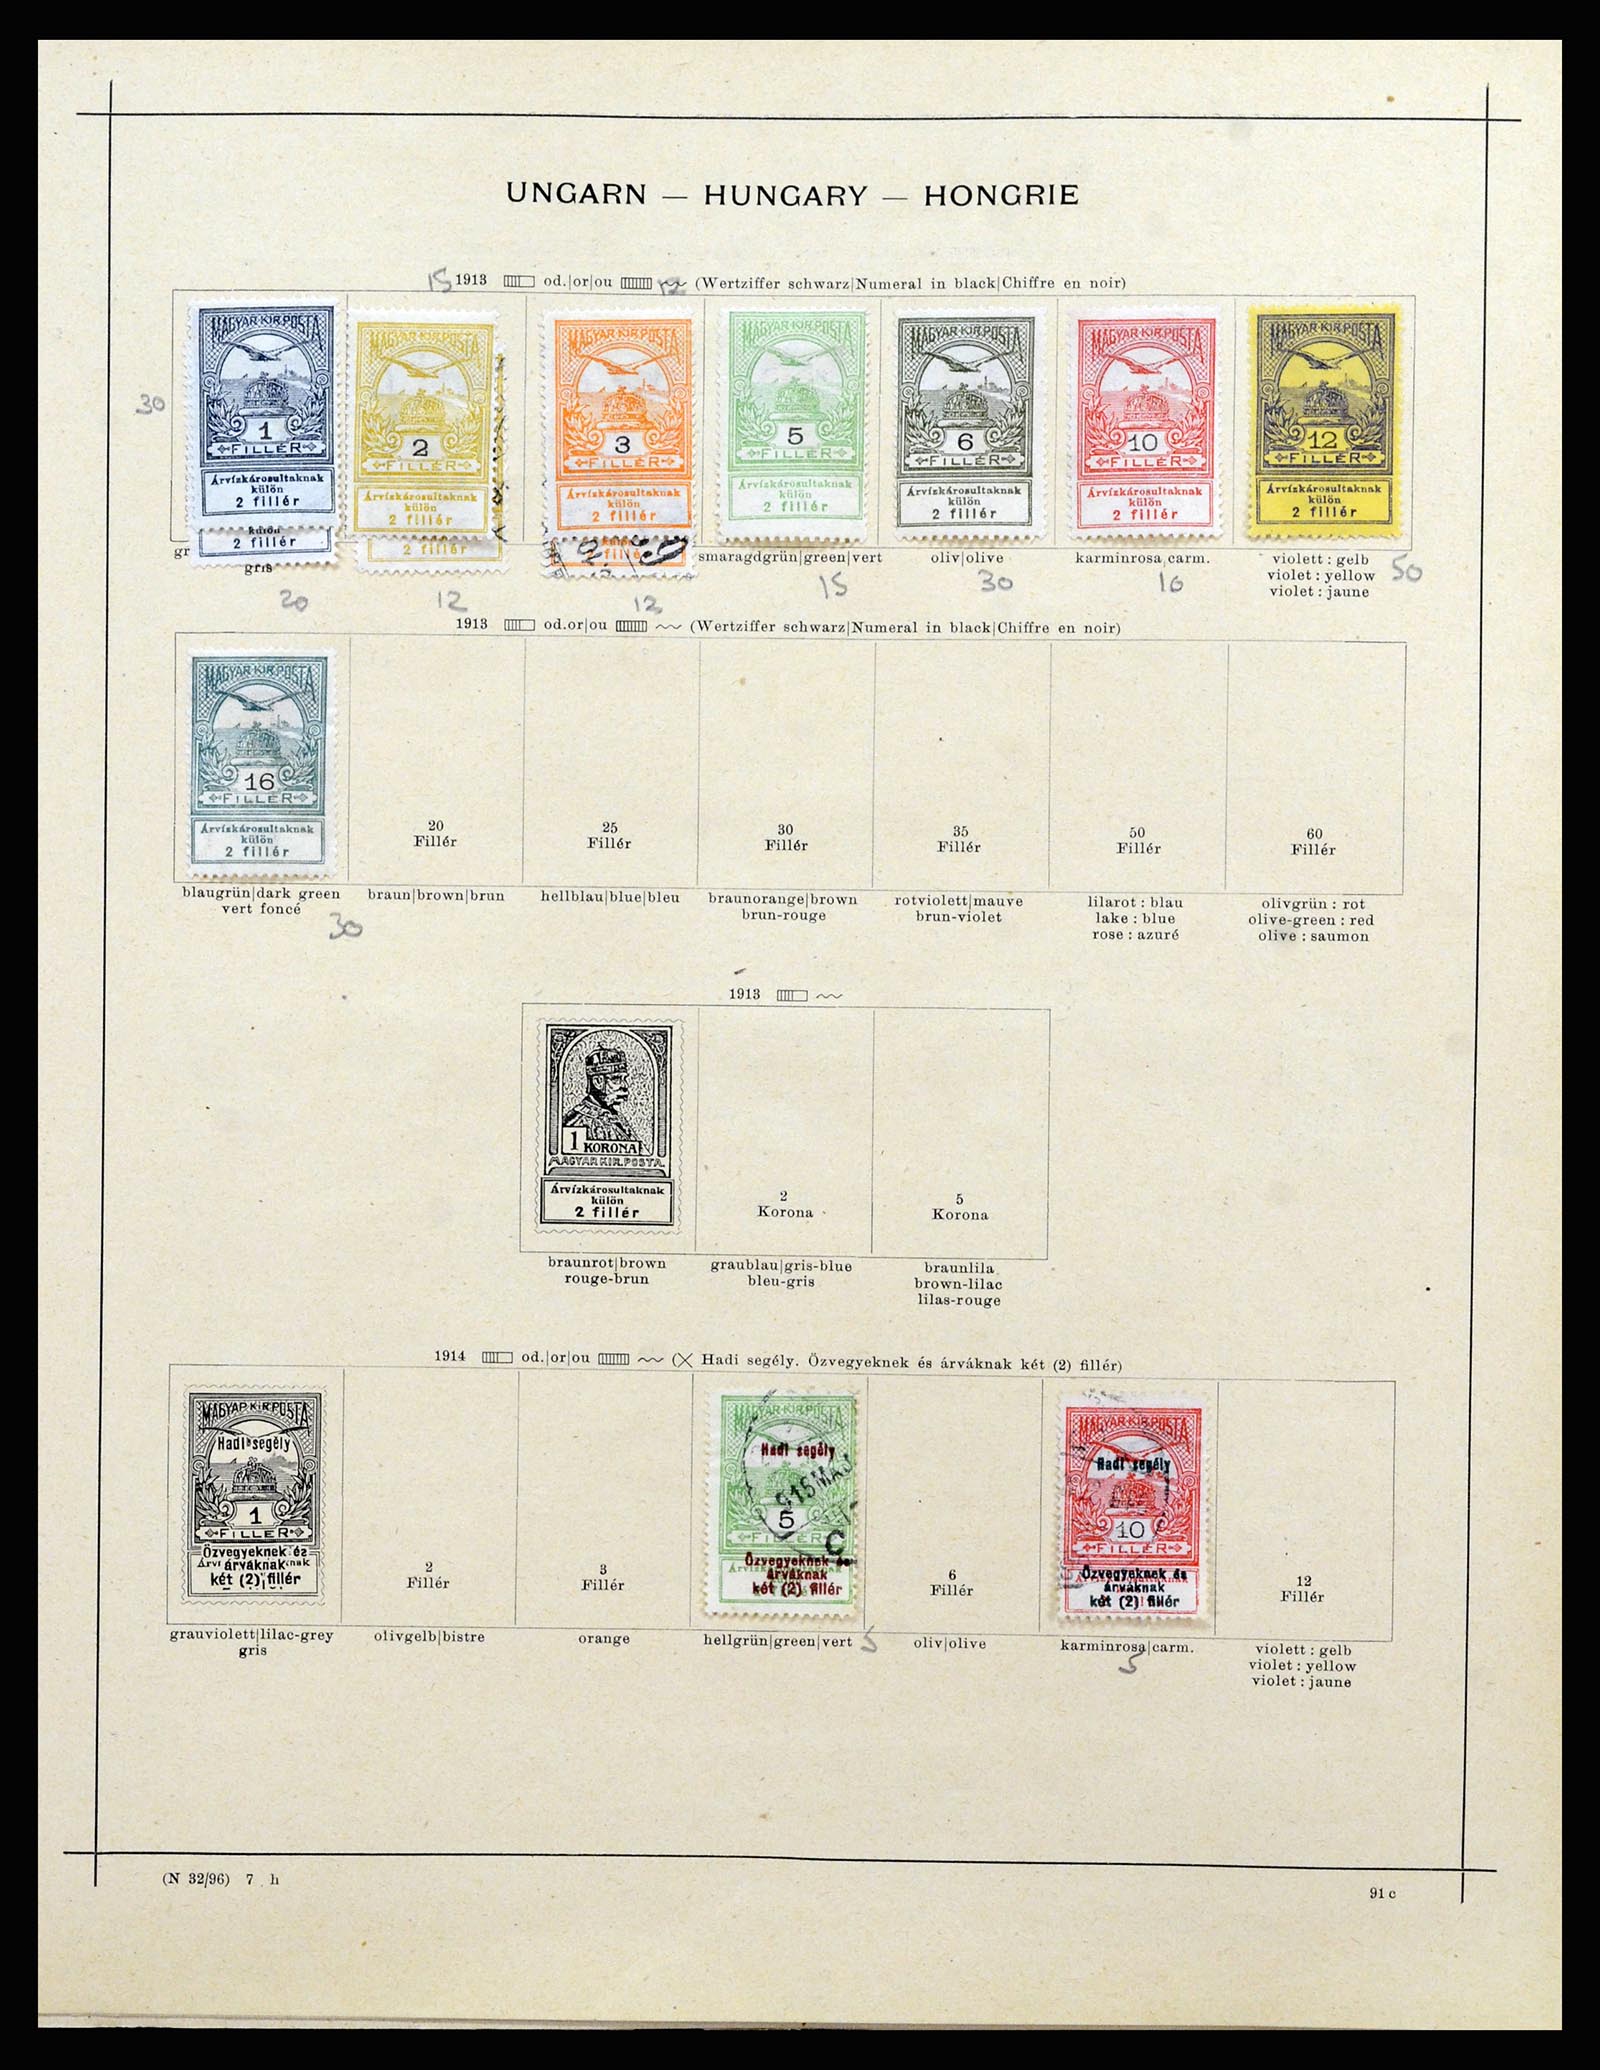 UNGARN — HUNGARY — HONGRIE
15 1913 od.|or|ou 12 (Wertziffer schwarz|Numeral in black|Chiffre en noir)
MAGYAR KIR. POSTA
1
FILLÉR
Árvízkárosultaknak
külön
2 fillér
külön
2 fillér
MAGYAR KIR. POSTA
2
FILLÉR
Árvízkárosultaknak
külön
2 fillér
2 fillér
MAGYAR KIR. POSTA
3
FILLÉR
Árvízkárosultaknak
külön
2 fillér
MAGYAR KIR. POSTA
5
FILLÉR
Árvízkárosultaknak
külön
2 fillér
MAGYAR KIR. POSTA
6
FILLÉR
Árvízkárosultaknak
külön
2 fillér
MAGYAR KIR. POSTA
10
FILLÉR
Árvízkárosultaknak
külön
2 fillér
MAGYAR KIR. POSTA
12
FILLÉR
Árvízkárosultaknak
külön
2 fillér
30
gr
gris
smaragdgrün|green|vert
oliv|olive
karminrosa,carm.
violett : gelb
violet : yellow
violet : jaune
50
20 12 12 15 30 10
1913 od.or|ou (Wertziffer schwarz|Numeral in black|Chiffre en noir)
MAGYAR KIR. POSTA
16
FILLÉR
Árvízkárosultaknak
külön
2 fillér
20
Fillér
25
Fillér
30
Fillér
35
Fillér
50
Fillér
60
Fillér
blaugrün|dark green
vert foncé
30
braun|brown|brun
hellblau|blue|bleu
braunorange|brown
brun-rouge
rotviolett|mauve
brun-violet
lilarot : blau
lake : blue
rose : azuré
olivgrün : rot
olive-green : red
olive : saumon
1913
1
KORONA
MAGYAR KIR. POSTA
Árvízkárosultaknak
külön
2 fillér
2
Korona
5
Korona
braunrot|brown
rouge-brun
graublau|gris-blue
bleu-gris
braunlila
brown-lilac
lilas-rouge
1914 od.|or|ou (X Hadi segély. Özvegyeknek és árváknak két (2) fillér)
MAGYAR KIR. POSTA
Hadi segély
1
FILLÉR
Özvegyeknek és
árváknak
két (2) fillér
2
Fillér
3
Fillér
MAGYAR KIR. POSTA
Hadi segély
915 MÁJ
5
C
Özvegyeknek és
árváknak
két (2) fillér
6
Fillér
MAGYAR KIR. POSTA
Hadi segély
10
FILLÉR
Özvegyeknek és
árváknak
két (2) fillér
12
Fillér
grauviolett|lilac-grey
gris
olivgelb|bistre
orange
hellgrün|green|vert
5
oliv|olive
karminrosa|carm.
5
violett : gelb
violet : yellow
violet : jaune
(N 32/96) 7 . h
91 c